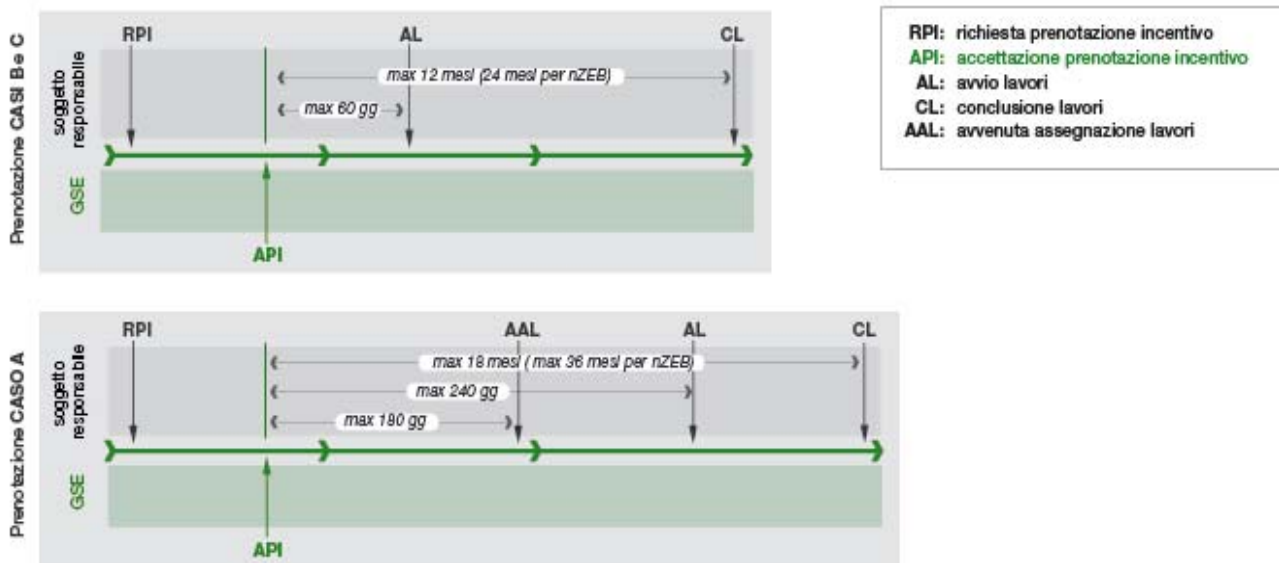 Prenotazione CASI B e C
soggetto
responsabile
GSE
RPI
AL
CL
max 12 mesi (24 mesi per nZEB)
max 60 gg
API
RPI: richiesta prenotazione incentivo
API: accettazione prenotazione incentivo
AL: avvio lavori
CL: conclusione lavori
AAL: avvenuta assegnazione lavori
Prenotazione CASO A
soggetto
responsabile
GSE
RPI
AAL
AL
CL
max 18 mesi ( max 36 mesi per nZEB)
max 240 gg
max 180 gg
API